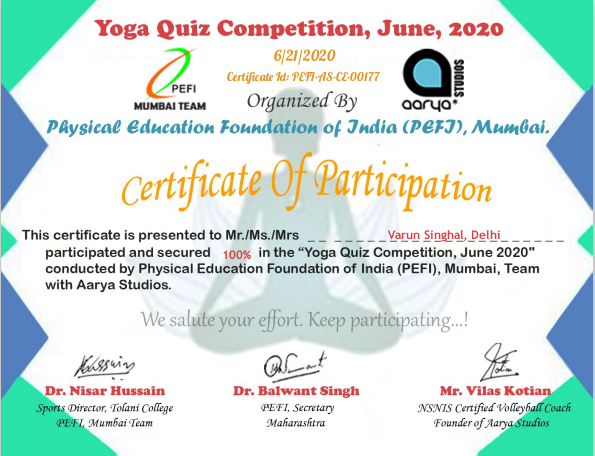 Yoga Quiz Competition, June, 2020
6/21/2020
Certificate Id: PEFI-AS-CE-00177
PEFI
MUMBAI TEAM
aarya*
STUDIOS
Organized By
Physical Education Foundation of India (PEFI), Mumbai.
Certificate Of Participation
This certificate is presented to Mr./Ms./Mrs Varun Singhal, Delhi
participated and secured 100% in the “Yoga Quiz Competition, June 2020"
conducted by Physical Education Foundation of India (PEFI), Mumbai, Team
with Aarya Studios.
We salute your effort. Keep participating...!
Dr. Nisar Hussain
Sports Director, Tolani College
PEFI, Mumbai Team
Dr. Balwant Singh
PEFI, Secretary
Maharashtra
Mr. Vilas Kotian
NSNIS Certified Volleyball Coach
Founder of Aarya Studios